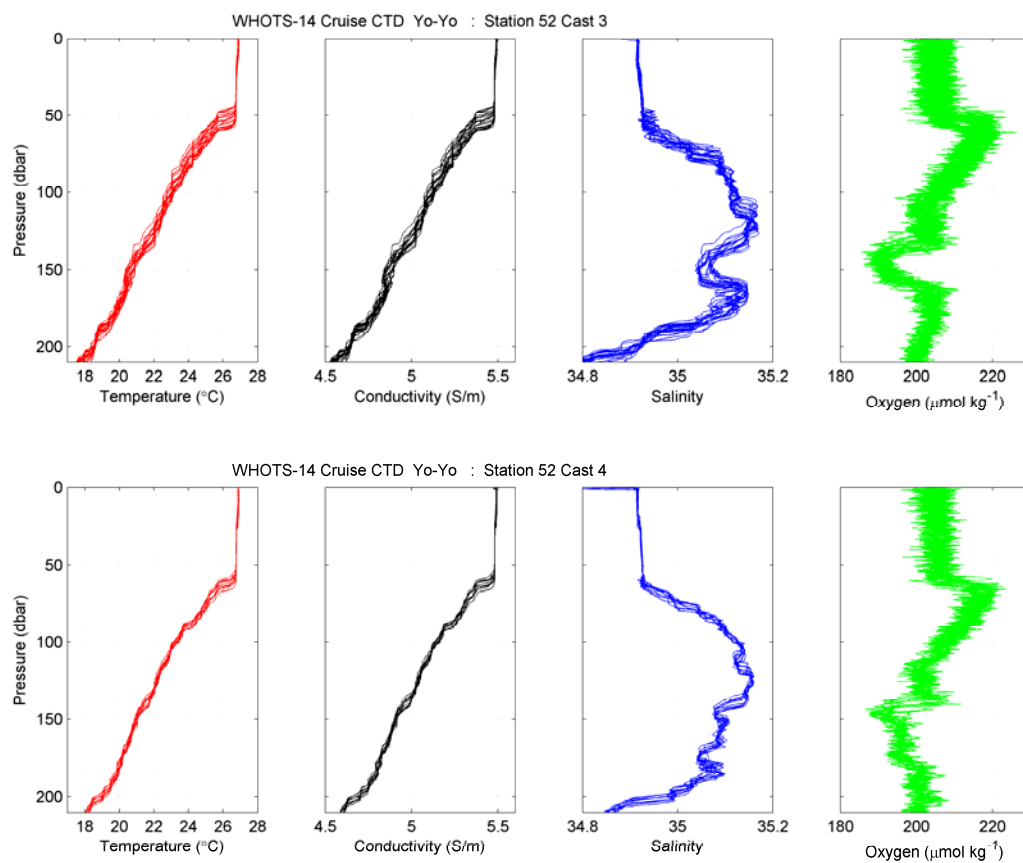 WHOTS-14 Cruise CTD Yo-Yo : Station 52 Cast 3
Pressure (dbar)
0
50
100
150
200
18 20 22 24 26 28
Temperature (°C)
4.5 5 5.5
Conductivity (S/m)
34.8 35 35.2
Salinity
180 200 220
Oxygen (μmol kg⁻¹)
WHOTS-14 Cruise CTD Yo-Yo : Station 52 Cast 4
Pressure (dbar)
0
50
100
150
200
18 20 22 24 26 28
Temperature (°C)
4.5 5 5.5
Conductivity (S/m)
34.8 35 35.2
Salinity
180 200 220
Oxygen (μmol kg⁻¹)